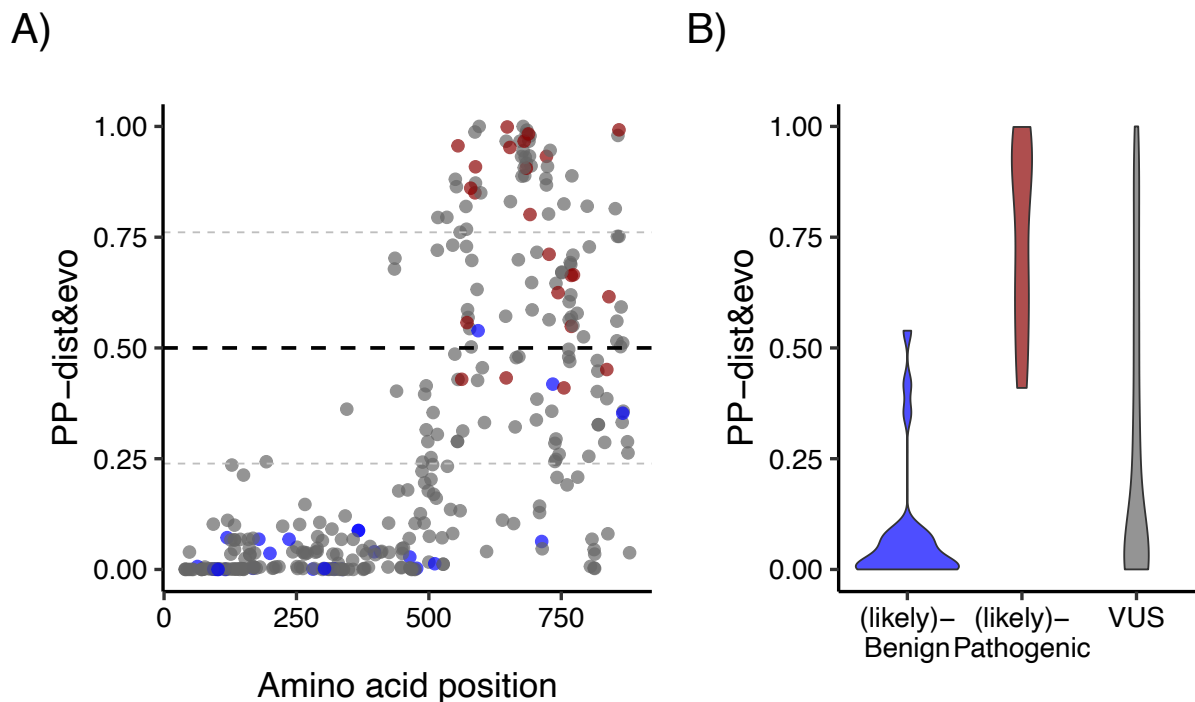 A)
B)
PP−dist&evo
1.00
0.75
0.50
0.25
0.00
0
250
500
750
Amino acid position
PP−dist&evo
1.00
0.75
0.50
0.25
0.00
(likely)−
Benign
(likely)−
Pathogenic
VUS